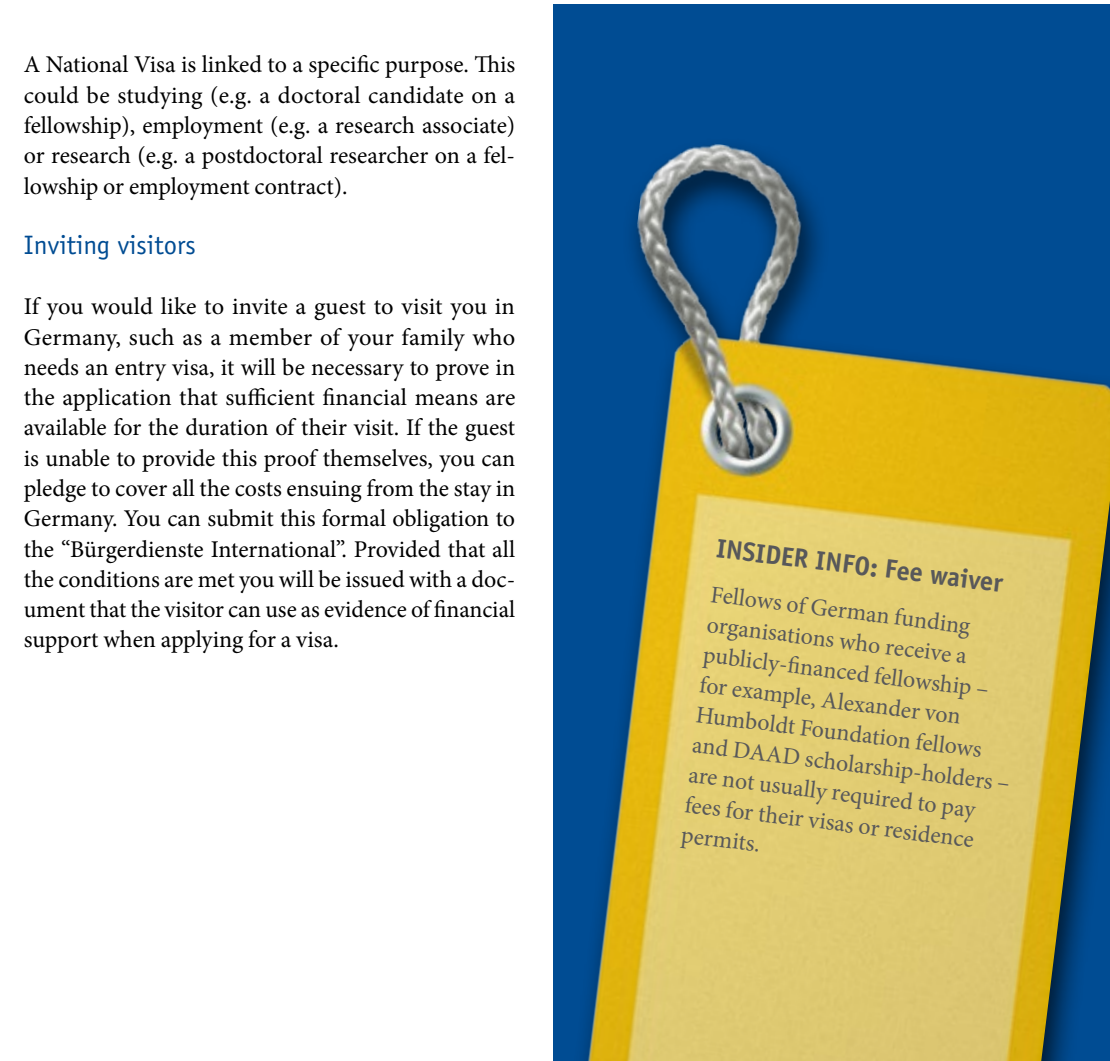 A National Visa is linked to a specific purpose. This
could be studying (e.g. a doctoral candidate on a
fellowship), employment (e.g. a research associate)
or research (e.g. a postdoctoral researcher on a fel-
lowship or employment contract).
Inviting visitors
If you would like to invite a guest to visit you in
Germany, such as a member of your family who
needs an entry visa, it will be necessary to prove in
the application that sufficient financial means are
available for the duration of their visit. If the guest
is unable to provide this proof themselves, you can
pledge to cover all the costs ensuing from the stay in
Germany. You can submit this formal obligation to
the “Bürgerdienste International”. Provided that all
the conditions are met you will be issued with a doc-
ument that the visitor can use as evidence of financial
support when applying for a visa.
INSIDER INFO: Fee waiver
Fellows of German funding
organisations who receive a
publicly-financed fellowship –
for example, Alexander von
Humboldt Foundation fellows
and DAAD scholarship-holders –
are not usually required to pay
fees for their visas or residence
permits.